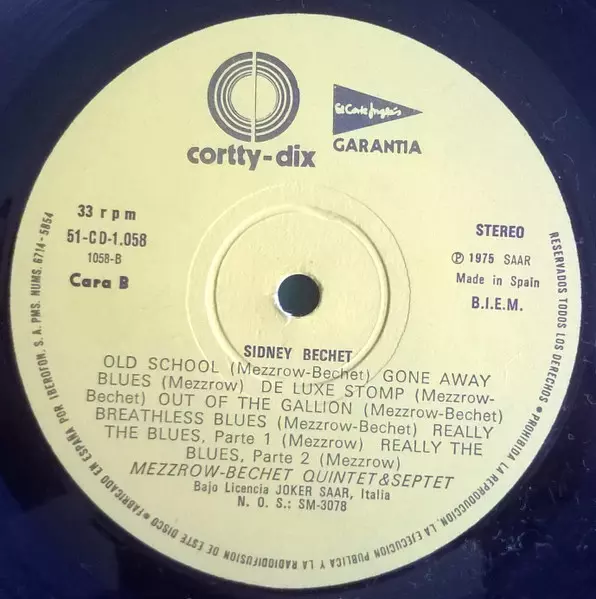 cortty-dix
El Corte Inglés
GARANTIA
33 rpm
51-CD-1.058
1058-B
Cara B
STEREO
Ⓟ 1975 SAAR
Made in Spain
B.I.E.M.
SIDNEY BECHET
OLD SCHOOL (Mezzrow-Bechet) GONE AWAY
BLUES (Mezzrow) DE LUXE STOMP (Mezzrow-
Bechet) OUT OF THE GALLION (Mezzrow-Bechet)
BREATHLESS BLUES (Mezzrow-Bechet) REALLY
THE BLUES, Parte 1 (Mezzrow) REALLY THE
BLUES, Parte 2 (Mezzrow)
MEZZROW-BECHET QUINTET&SEPTET
Bajo Licencia JOKER SAAR, Italia
N. O. S.: SM-3078
FABRICADO EN ESPAÑA POR IBEROFON, S.A. PMS. NUMS. 6714-5854
RESERVADOS TODOS LOS DERECHOS • PROHIBIDA LA REPRODUCCION, LA EJECUCION PUBLICA Y LA RADIODIFUSION DE ESTE DISCO •